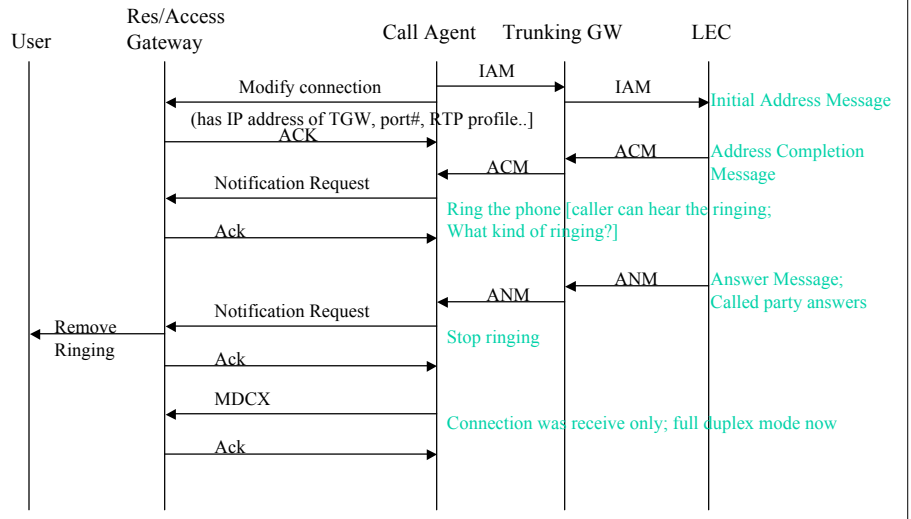 User
Res/Access
Gateway
Call Agent
Trunking GW
LEC
IAM
Modify connection
IAM
Initial Address Message
(has IP address of TGW, port#, RTP profile..]
ACK
ACM
Address Completion
Message
ACM
Notification Request
Ring the phone [caller can hear the ringing;
What kind of ringing?]
Ack
ANM
Answer Message;
Called party answers
ANM
Notification Request
Remove
Ringing
Stop ringing
Ack
MDCX
Connection was receive only; full duplex mode now
Ack